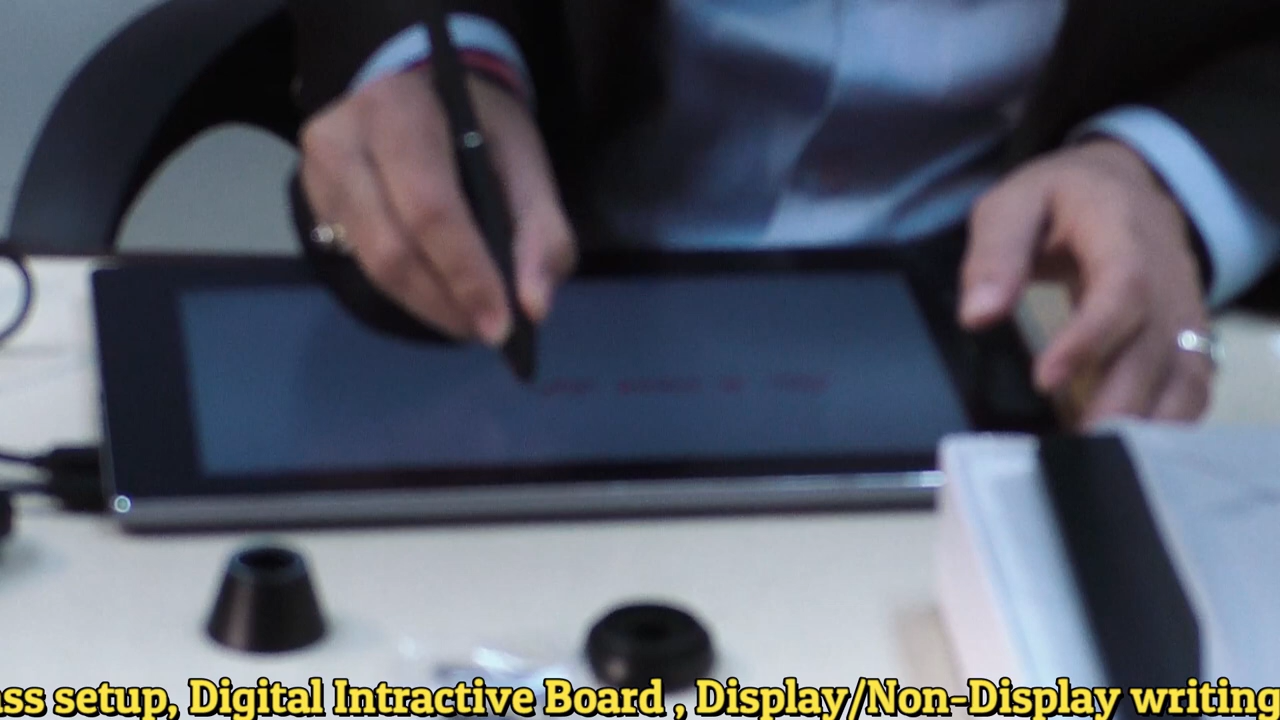 ss setup, Digital Intractive Board , Display/Non-Display writing